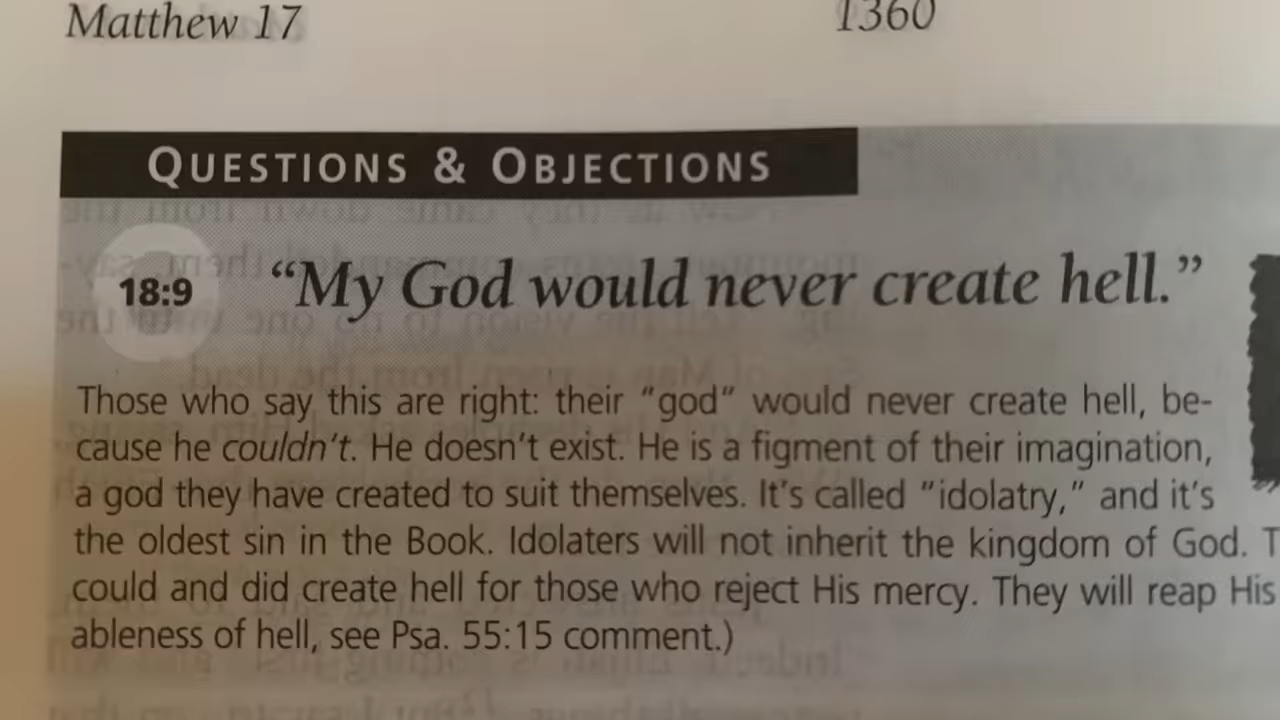 Matthew 17
1360
QUESTIONS & OBJECTIONS
18:9
“My God would never create hell.”
Those who say this are right: their “god” would never create hell, be-
cause he couldn’t. He doesn’t exist. He is a figment of their imagination,
a god they have created to suit themselves. It’s called “idolatry,” and it’s
the oldest sin in the Book. Idolaters will not inherit the kingdom of God. T
could and did create hell for those who reject His mercy. They will reap His
ableness of hell, see Psa. 55:15 comment.)